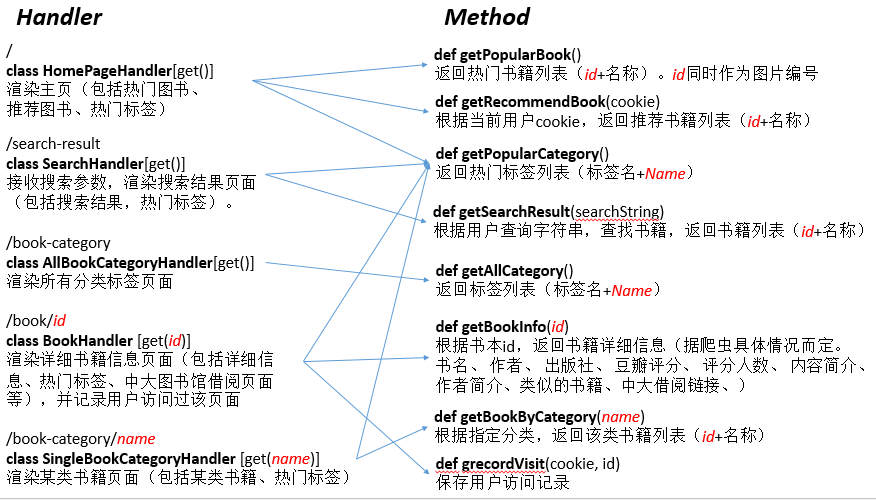 Handler
/
class HomePageHandler[get()]
渲染主页（包括热门图书、
推荐图书、热门标签）
/search-result
class SearchHandler[get()]
接收搜索参数，渲染搜索结果页面
（包括搜索结果，热门标签）。
/book-category
class AllBookCategoryHandler[get()]
渲染所有分类标签页面
/book/id
class BookHandler [get(id)]
渲染详细书籍信息页面（包括详细信
息、热门标签、中大图书馆借阅页面
等），并记录用户访问过该页面
/book-category/name
class SingleBookCategoryHandler [get(name)]
渲染某类书籍页面（包括某类书籍、热门标签）
Method
def getPopularBook()
返回热门书籍列表（id+名称）。id同时作为图片编号
def getRecommendBook(cookie)
根据当前用户cookie，返回推荐书籍列表（id+名称）
def getPopularCategory()
返回热门标签列表（标签名+Name）
def getSearchResult(searchString)
根据用户查询字符串，查找书籍，返回书籍列表（id+名称）
def getAllCategory()
返回标签列表（标签名+Name）
def getBookInfo(id)
根据书本id，返回书籍详细信息（据爬虫具体情况而定。
书名、 作者、 出版社、 豆瓣评分、 评分人数、 内容简介、
作者简介、类似的书籍、中大借阅链接、）
def getBookByCategory(name)
根据指定分类，返回该类书籍列表（id+名称）
def grecordVisit(cookie, id)
保存用户访问记录